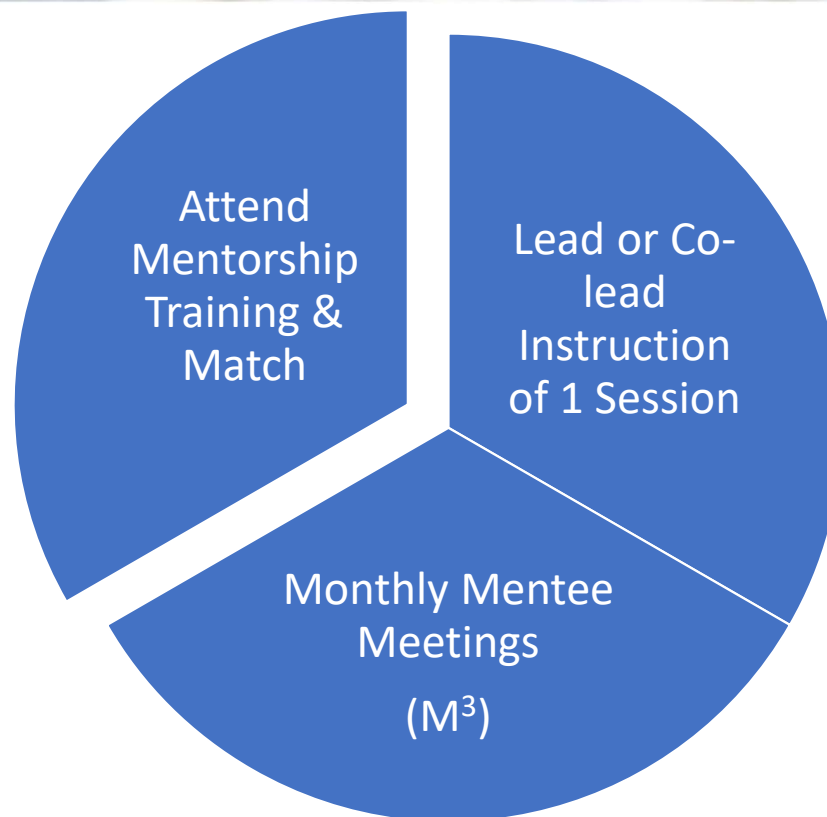 Attend
Mentorship
Training &
Match
Lead or Co-
lead
Instruction
of 1 Session
Monthly Mentee
Meetings
(M³)